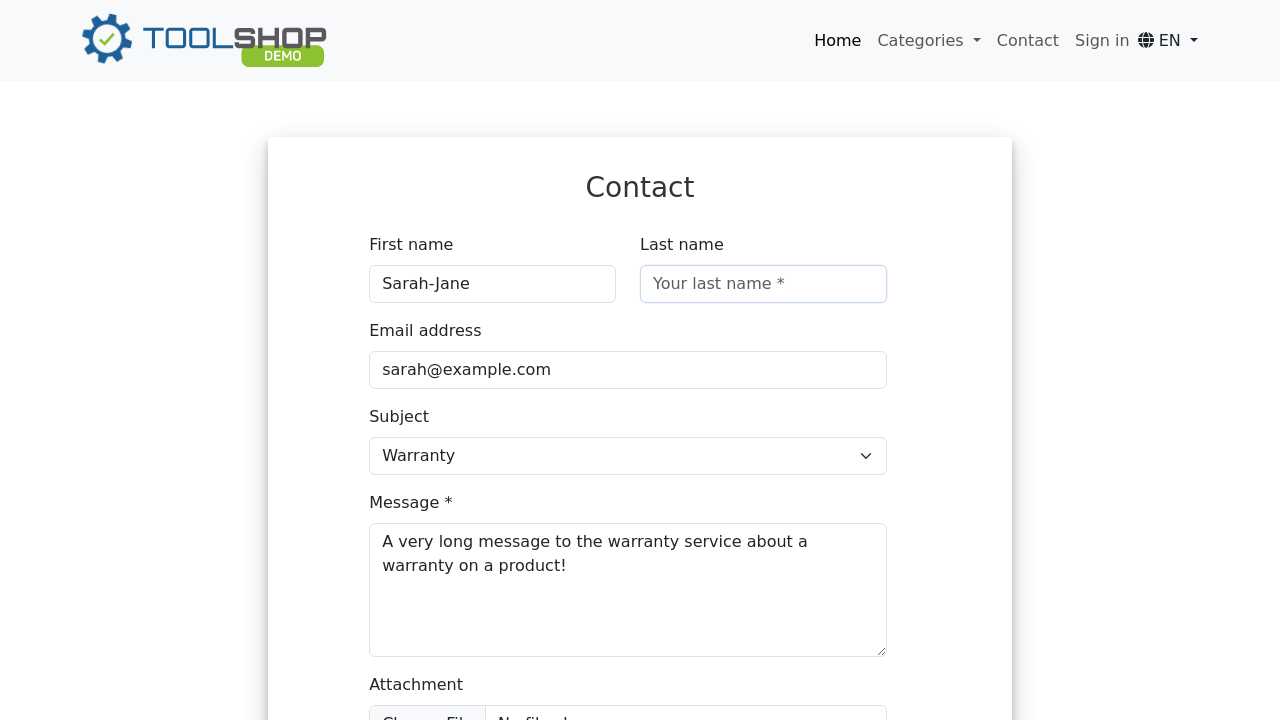 TOOLSHOP
DEMO
Home Categories Contact Sign in EN
Contact
First name Last name
Sarah-Jane Your last name *
Email address
sarah@example.com
Subject
Warranty
Message *
A very long message to the warranty service about a
warranty on a product!
Attachment